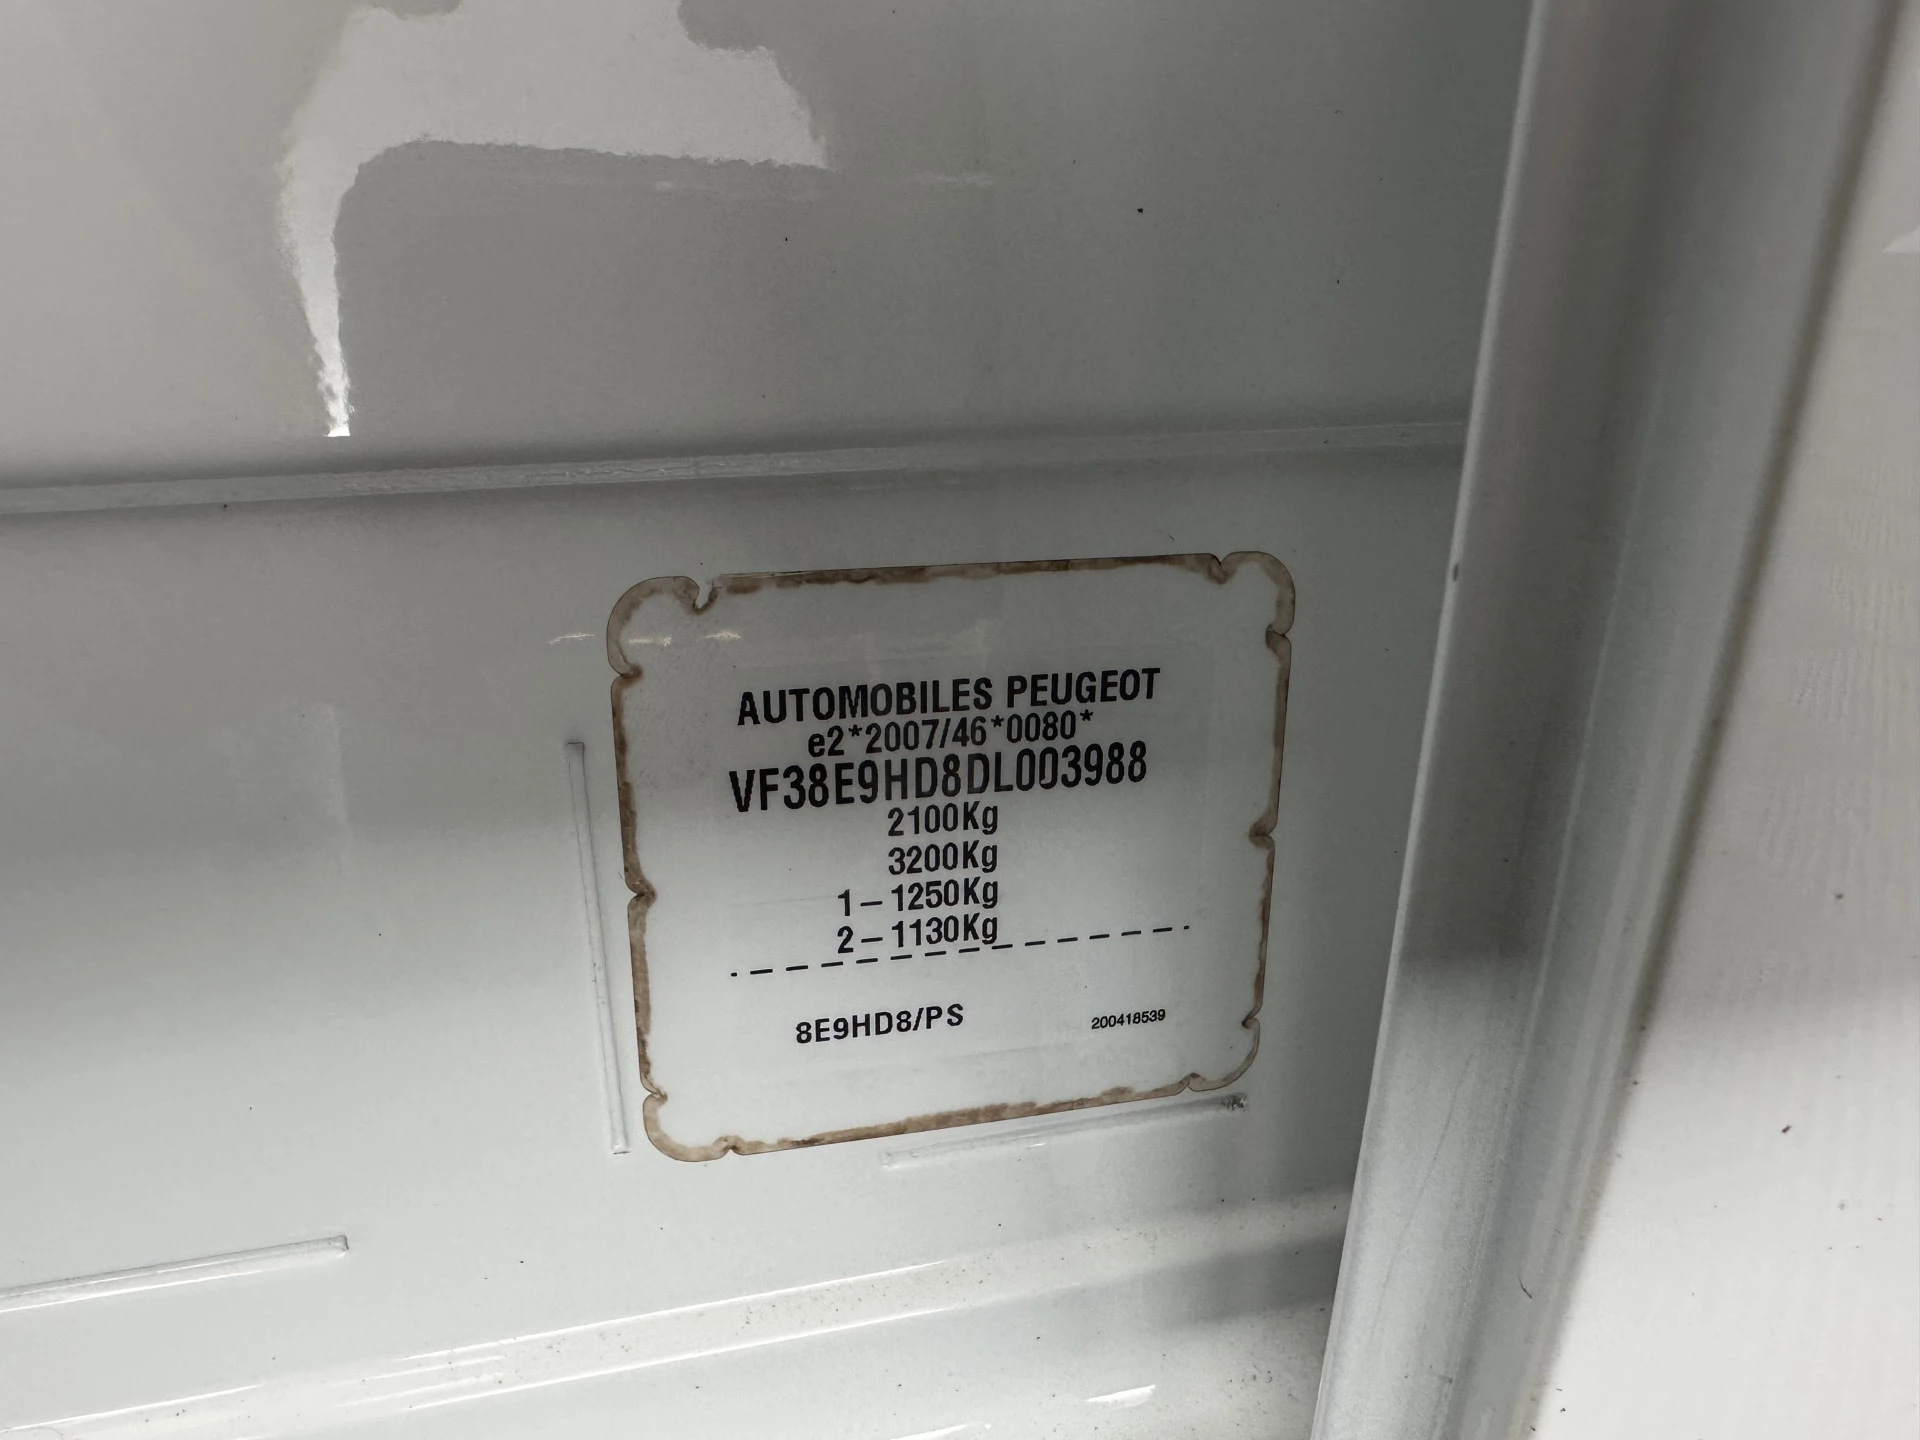 AUTOMOBILES PEUGEOT
e2*2007/46*0080*
VF38E9HD8DL003988
2100Kg
3200Kg
1-1250Kg
2-1130Kg
8E9HD8/PS 200418539